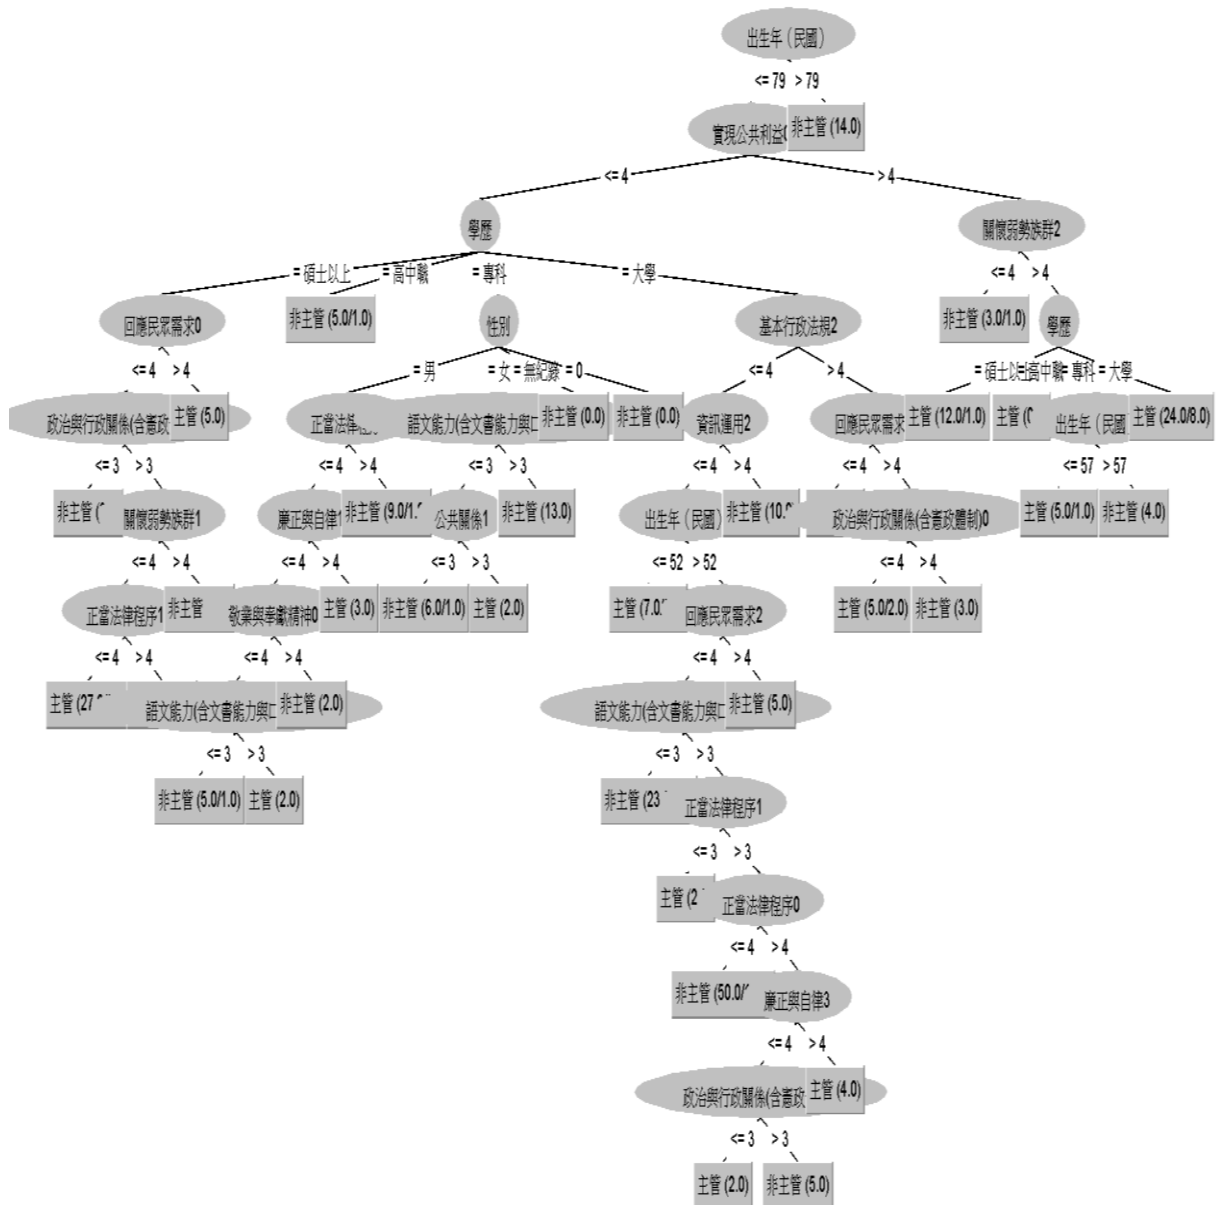 出生年（民國）
<= 79 > 79
實現公共利益0 非主管 (14.0)
<= 4 > 4
學歷 關懷弱勢族群2
= 碩士以上 = 高中職 = 專科 = 大學 <= 4 > 4
回應民眾需求0 非主管 (5.0/1.0) 性別 基本行政法規2 非主管 (3.0/1.0) 學歷
<= 4 > 4 = 男 = 女 = 無紀錄 = 0 <= 4 > 4 = 碩士以 高中職 = 專科 = 大學
政治與行政關係(含憲政 主管 (5.0) 正當法律 語文能力(含文書能力與口 非主管 (0.0) 非主管 (0.0) 資訊運用2 回應民眾需求 主管 (12.0/1.0) 主管 ( 出生年（民國 主管 (24.0/8.0)
<= 3 > 3 <= 4 > 4 <= 3 > 3 <= 4 > 4 <= 4 > 4 <= 57 > 57
非主管 ( 關懷弱勢族群1 廉正與自律1 非主管 (9.0/1. 公共關係1 非主管 (13.0) 出生年（民國） 非主管 (10. 政治與行政關係(含憲政體制)0 主管 (5.0/1.0) 非主管 (4.0)
<= 4 > 4 <= 4 > 4 <= 3 > 3 <= 52 > 52 <= 4 > 4
正當法律程序1 非主管 敬業與奉獻精神0 主管 (3.0) 非主管 (6.0/1.0) 主管 (2.0) 主管 (7.0 回應民眾需求2 主管 (5.0/2.0) 非主管 (3.0)
<= 4 > 4 <= 4 > 4 <= 4 > 4
主管 (27 語文能力(含文書能力與口 非主管 (2.0) 語文能力(含文書能力與口 非主管 (5.0)
<= 3 > 3 <= 3 > 3
非主管 (5.0/1.0) 主管 (2.0) 非主管 (23 正當法律程序1
<= 3 > 3
主管 (2 正當法律程序0
<= 4 > 4
非主管 (50.0/ 廉正與自律3
<= 4 > 4
政治與行政關係(含憲政 主管 (4.0)
<= 3 > 3
主管 (2.0) 非主管 (5.0)